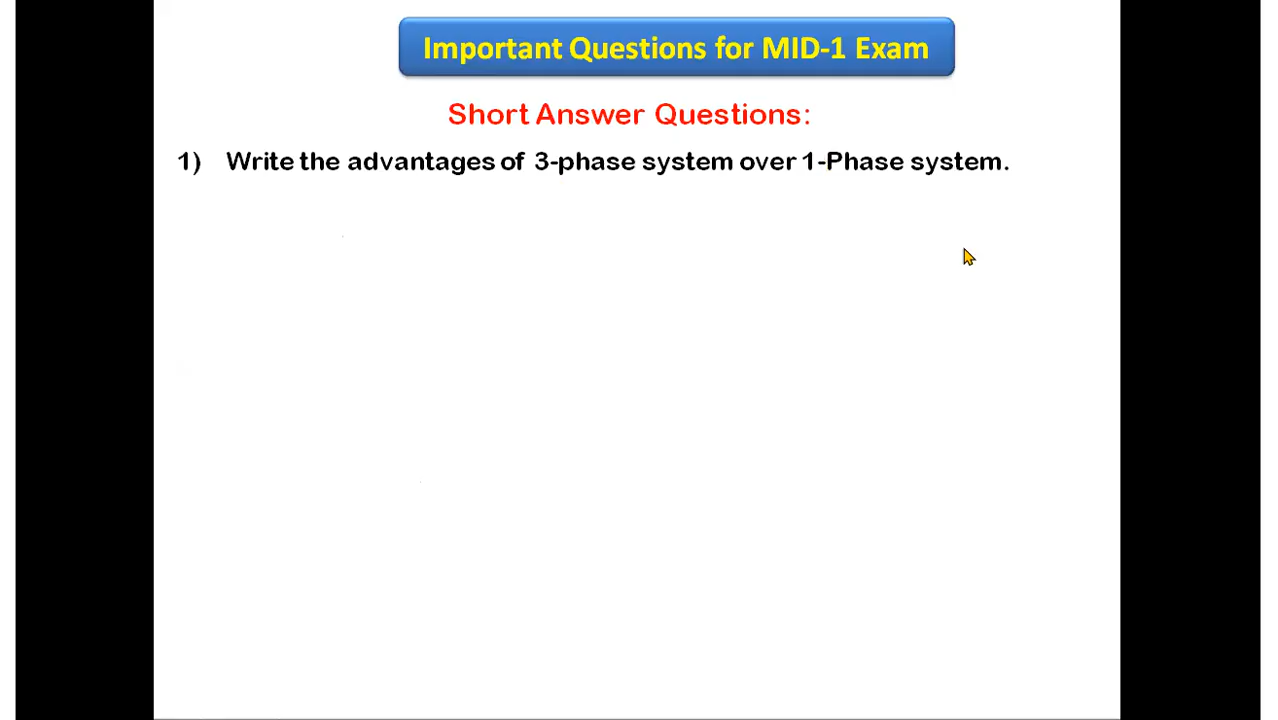 Important Questions for MID-1 Exam
Short Answer Questions:
1) Write the advantages of 3-phase system over 1-Phase system.